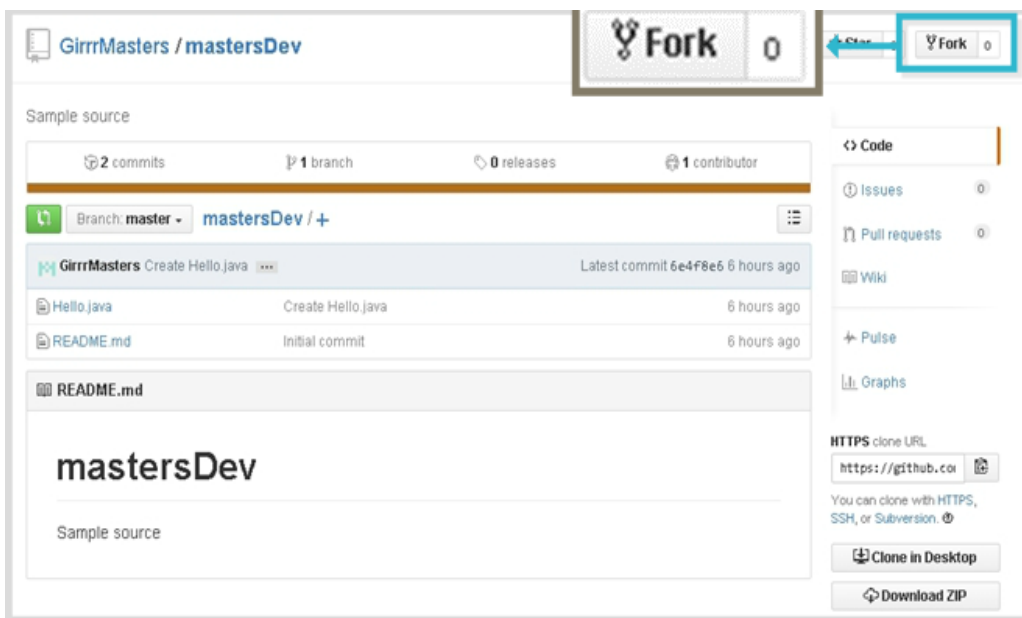 GirrrMasters / mastersDev
Fork 0
Star
Fork 0
Sample source
2 commits
1 branch
0 releases
1 contributor
Branch: master
mastersDev / +
GirrrMasters Create Hello.java ...
Latest commit 6e4f8e6 6 hours ago
Hello.java Create Hello.java 6 hours ago
README.md Initial commit 6 hours ago
README.md
mastersDev
Sample source
<> Code
Issues 0
Pull requests 0
Wiki
Pulse
Graphs
HTTPS clone URL
https://github.co
You can clone with HTTPS,
SSH, or Subversion.
Clone in Desktop
Download ZIP